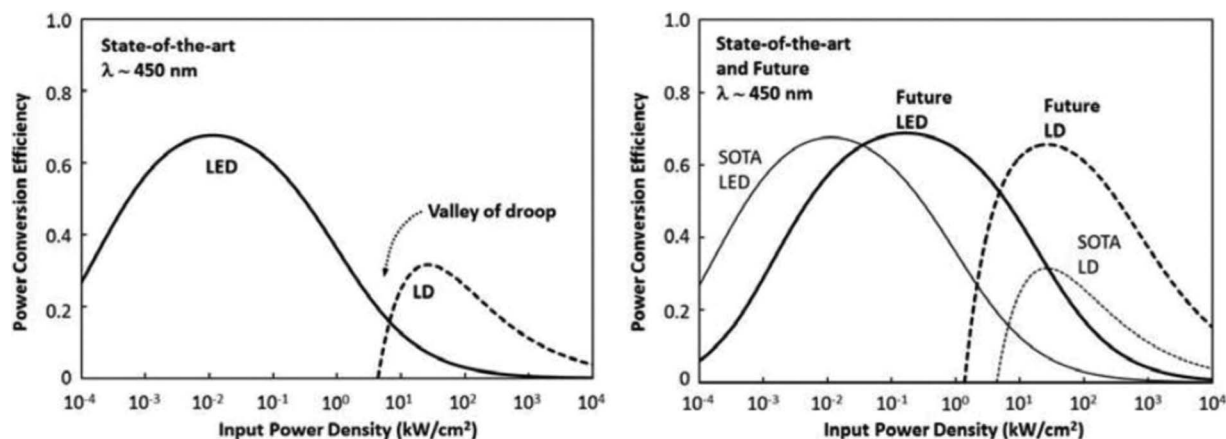 State-of-the-art
λ ~ 450 nm
LED
Valley of droop
LD
Power Conversion Efficiency
1.0
0.8
0.6
0.4
0.2
0
10⁻⁴ 10⁻³ 10⁻² 10⁻¹ 10⁰ 10¹ 10² 10³ 10⁴
Input Power Density (kW/cm²)
State-of-the-art
and Future
λ ~ 450 nm
Future
LED
Future
LD
SOTA
LED
SOTA
LD
Power Conversion Efficiency
1.0
0.8
0.6
0.4
0.2
0
10⁻⁴ 10⁻³ 10⁻² 10⁻¹ 10⁰ 10¹ 10² 10³ 10⁴
Input Power Density (kW/cm²)